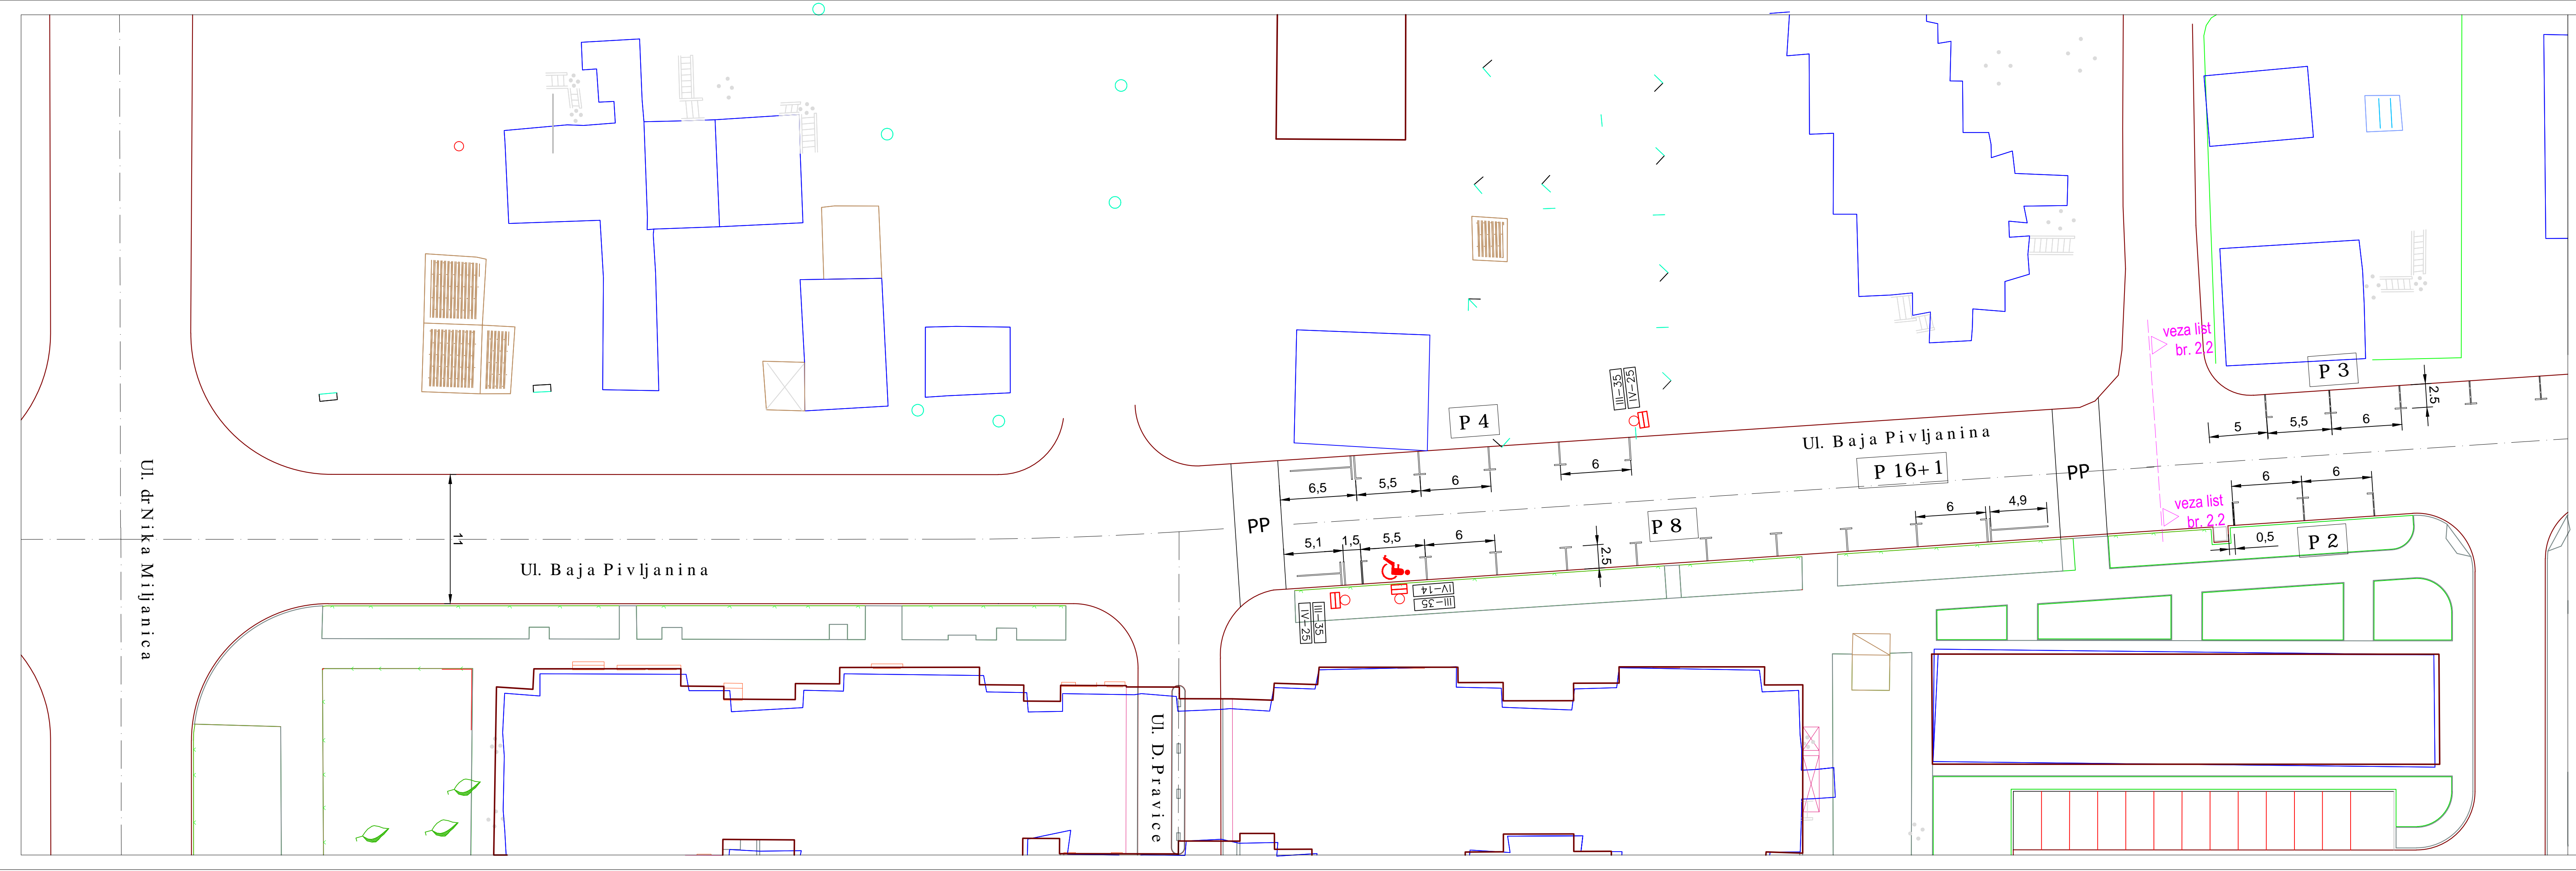 veza list
br. 2.2
P 3
2.5
5
5,5
6
III-35
IV-25
P 4
Ul. Baja Pivljanina
P 16+1
PP
6,5
5,5
6
6
PP
P 8
5,1
1,5
5,5
6
2.5
6
4,9
veza list
br. 2.2
6
6
0,5
P 2
Ul. dr Nika Miljanica
11
Ul. Baja Pivljanina
III-35
IV-25
IV-14
III-35
Ul. D. Pravice